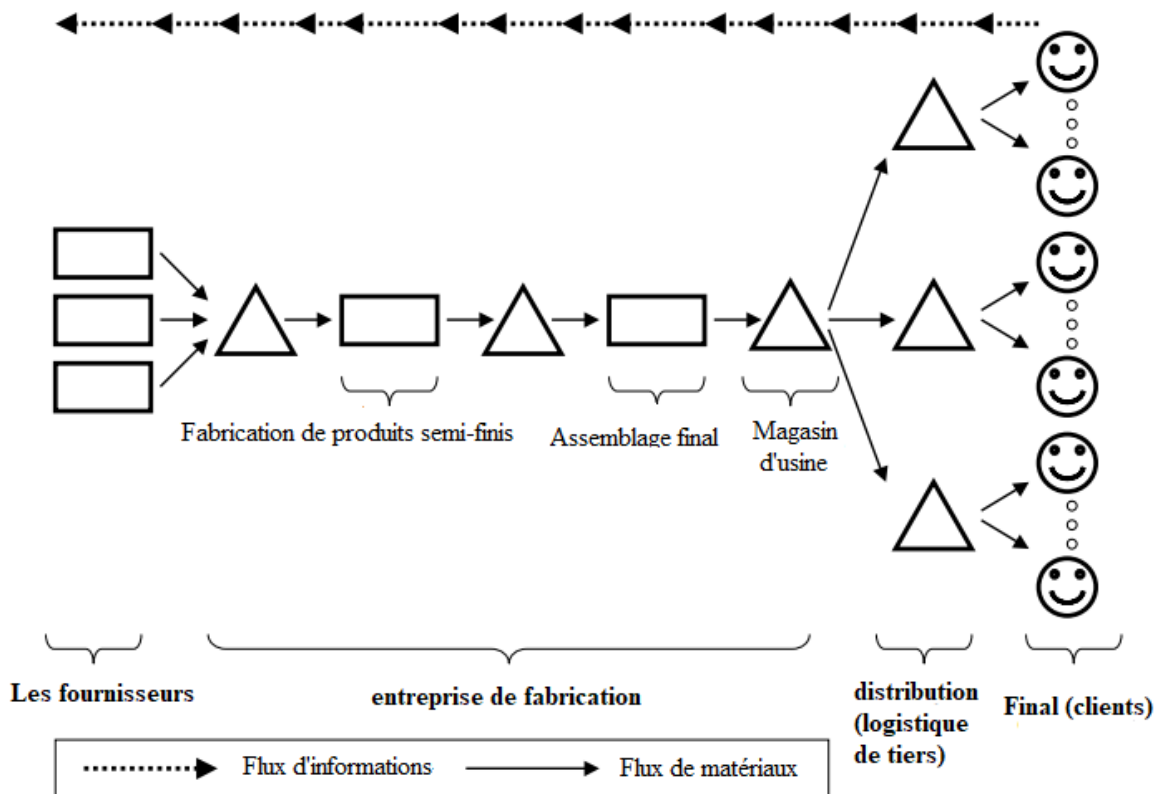 Fabrication de produits semi-finis
Assemblage final
Magasin
d'usine
Les fournisseurs
entreprise de fabrication
distribution
(logistique
de tiers)
Final (clients)
Flux d'informations
Flux de matériaux